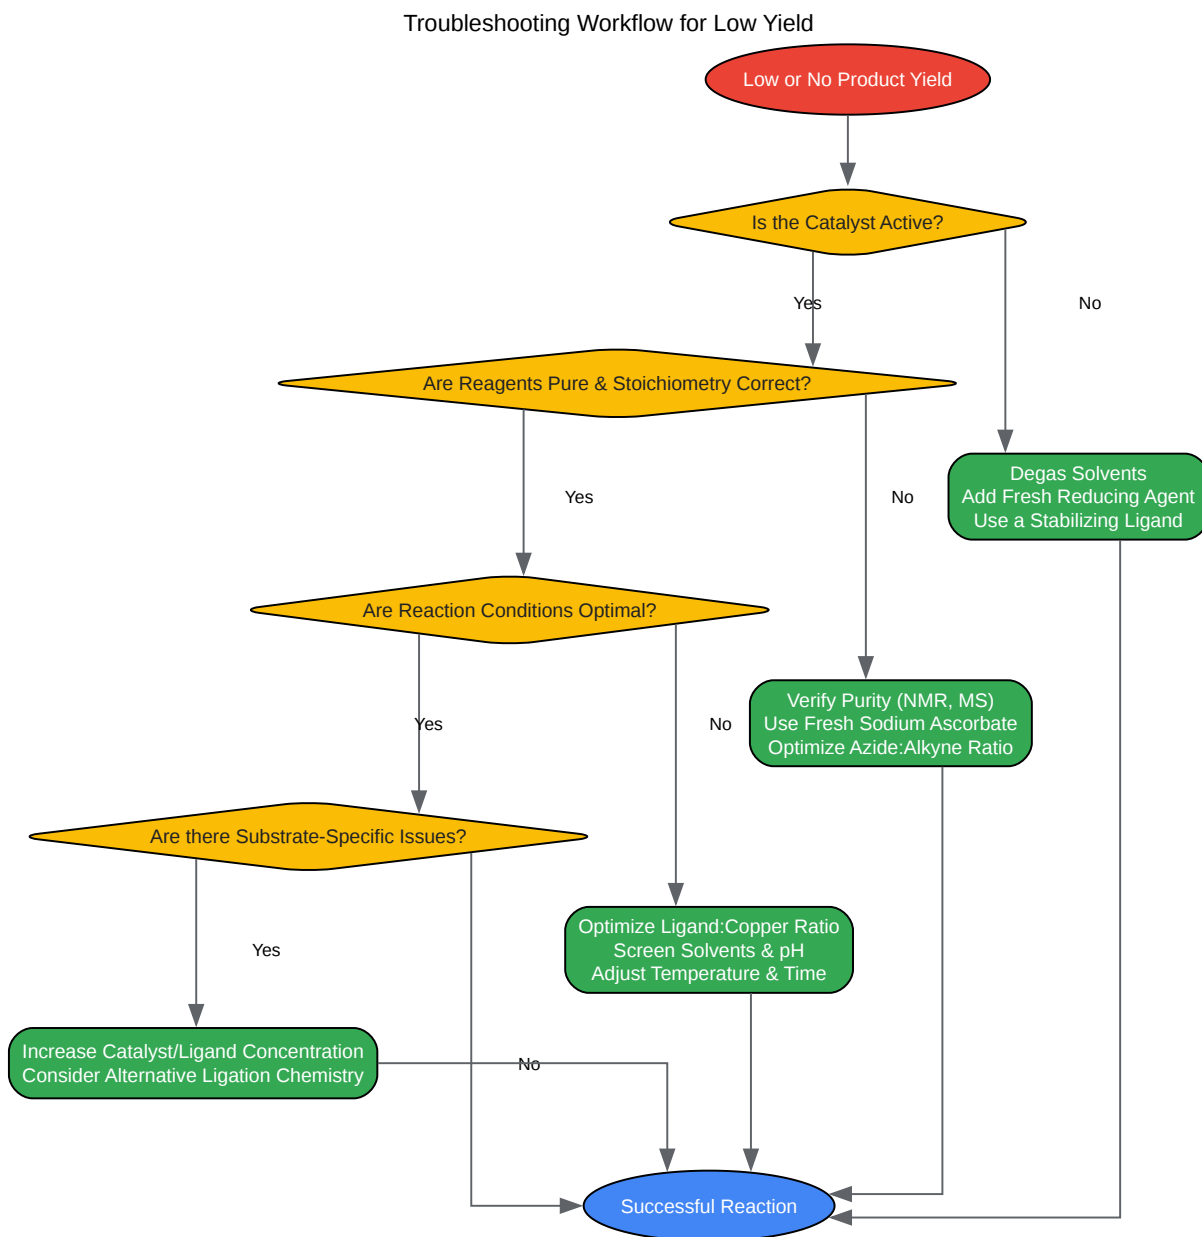 Troubleshooting Workflow for Low Yield
Low or No Product Yield
Is the Catalyst Active?
Yes
No
Are Reagents Pure & Stoichiometry Correct?
Degas Solvents
Add Fresh Reducing Agent
Use a Stabilizing Ligand
Yes
No
Are Reaction Conditions Optimal?
Verify Purity (NMR, MS)
Use Fresh Sodium Ascorbate
Optimize Azide:Alkyne Ratio
Yes
No
Are there Substrate-Specific Issues?
Optimize Ligand:Copper Ratio
Screen Solvents & pH
Adjust Temperature & Time
Yes
Increase Catalyst/Ligand Concentration
Consider Alternative Ligation Chemistry
No
Successful Reaction